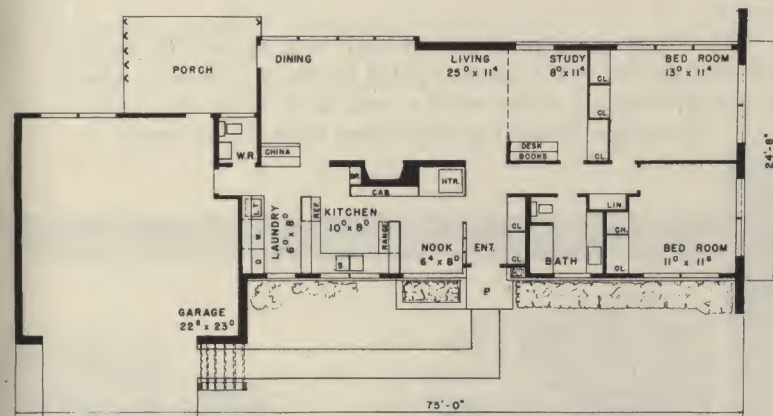 PORCH
DINING
LIVING
25⁰ x 11⁴
STUDY
8⁰ x 11⁴
BED ROOM
13⁰ x 11⁴
CL.
CL.
CL.
W.R.
CHINA
DESK
BOOKS
24'-8"
BR.
CAB.
HTR.
L.T.
W.
D.
LAUNDRY
6⁰ x 8⁰
REF.
KITCHEN
10⁰ x 8⁰
RANGE
S
NOOK
6⁴ x 8⁰
ENT.
CL
CL
BATH
LIN
CH.
CL.
BED ROOM
11⁰ x 11⁶
P
GARAGE
22⁸ x 23⁰
75'-0"